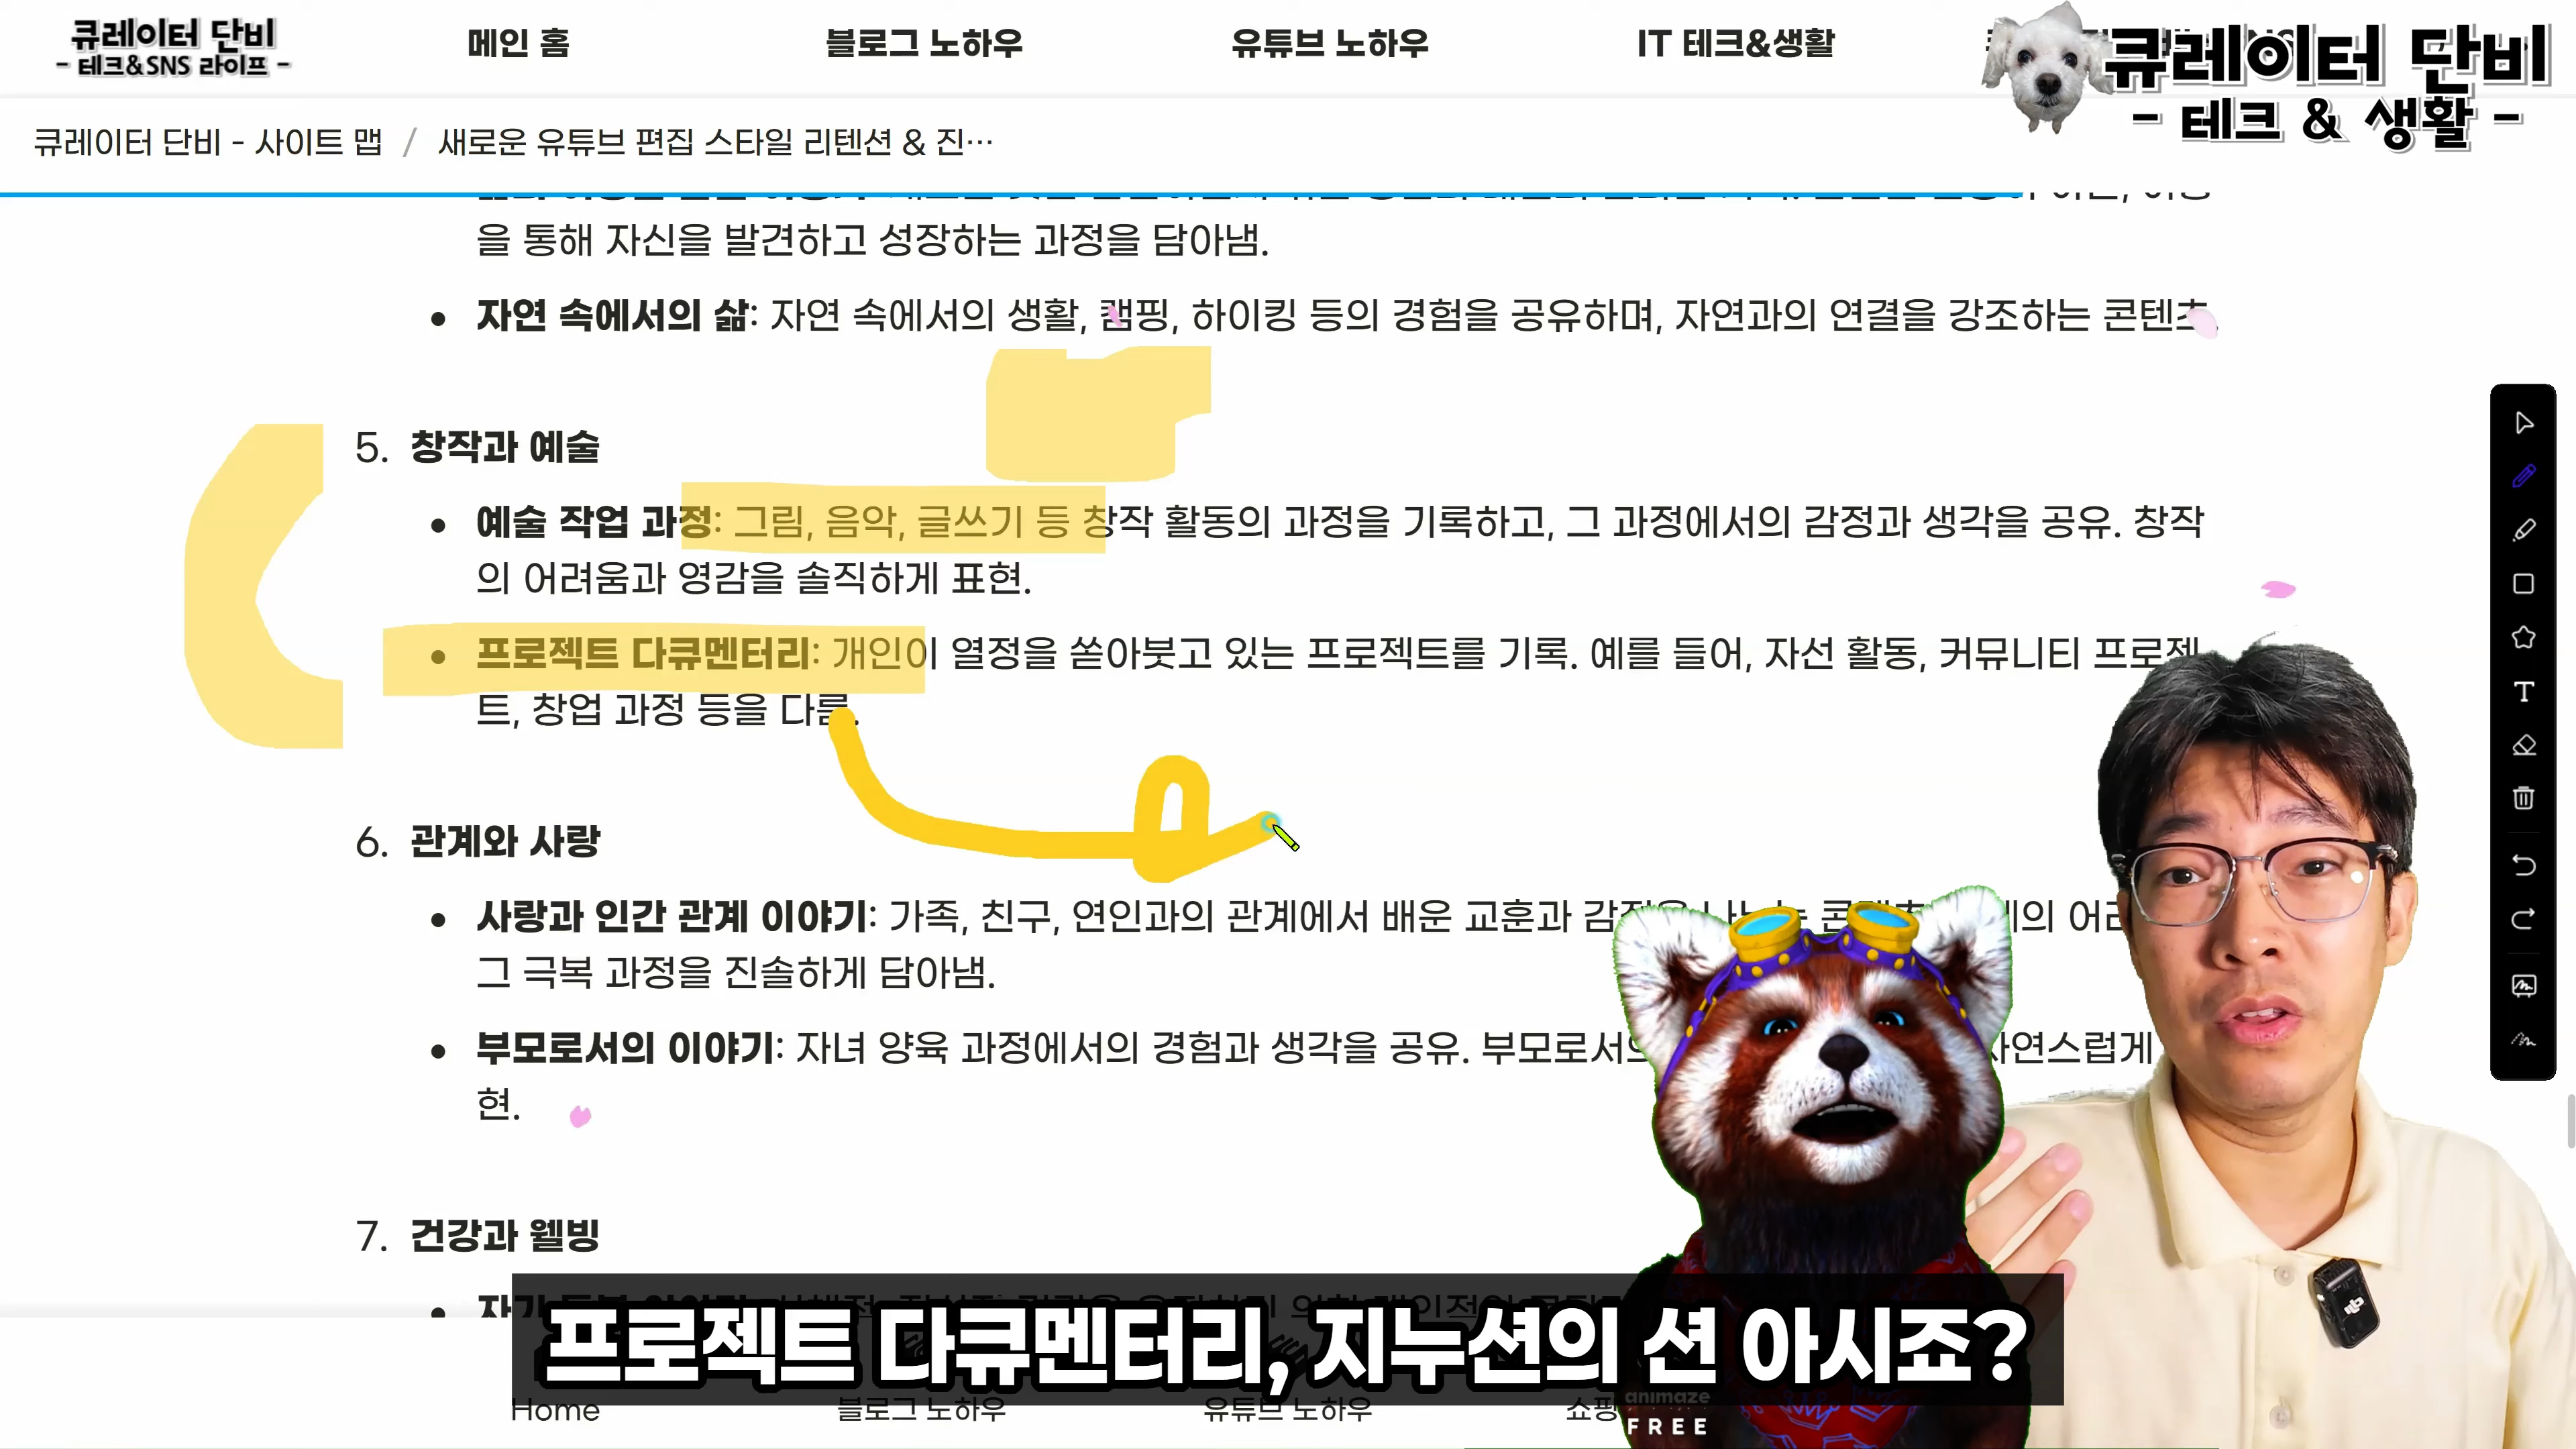 큐레이터 단비
- 테크&SNS 라이프 -
메인 홈
블로그 노하우
유튜브 노하우
IT 테크&생활
큐레이터 단비
- 테크 & 생활 -
큐레이터 단비 - 사이트 맵 / 새로운 유튜브 편집 스타일 리텐션 & 진…
을 통해 자신을 발견하고 성장하는 과정을 담아냄.
• 자연 속에서의 삶: 자연 속에서의 생활, 캠핑, 하이킹 등의 경험을 공유하며, 자연과의 연결을 강조하는 콘텐츠.
5. 창작과 예술
• 예술 작업 과정: 그림, 음악, 글쓰기 등 창작 활동의 과정을 기록하고, 그 과정에서의 감정과 생각을 공유. 창작
의 어려움과 영감을 솔직하게 표현.
• 프로젝트 다큐멘터리: 개인이 열정을 쏟아붓고 있는 프로젝트를 기록. 예를 들어, 자선 활동, 커뮤니티 프로젝
트, 창업 과정 등을 다룸.
6. 관계와 사랑
• 사랑과 인간 관계 이야기: 가족, 친구, 연인과의 관계에서 배운 교훈과
그 극복 과정을 진솔하게 담아냄.
• 부모로서의 이야기: 자녀 양육 과정에서의 경험과 생각을 공유. 부모로서의 자연스럽게
현.
7. 건강과 웰빙
프로젝트 다큐멘터리, 지누션의 션 아시죠?
Home
블로그 노하우
유튜브 노하우
쇼핑
animaze
FREE